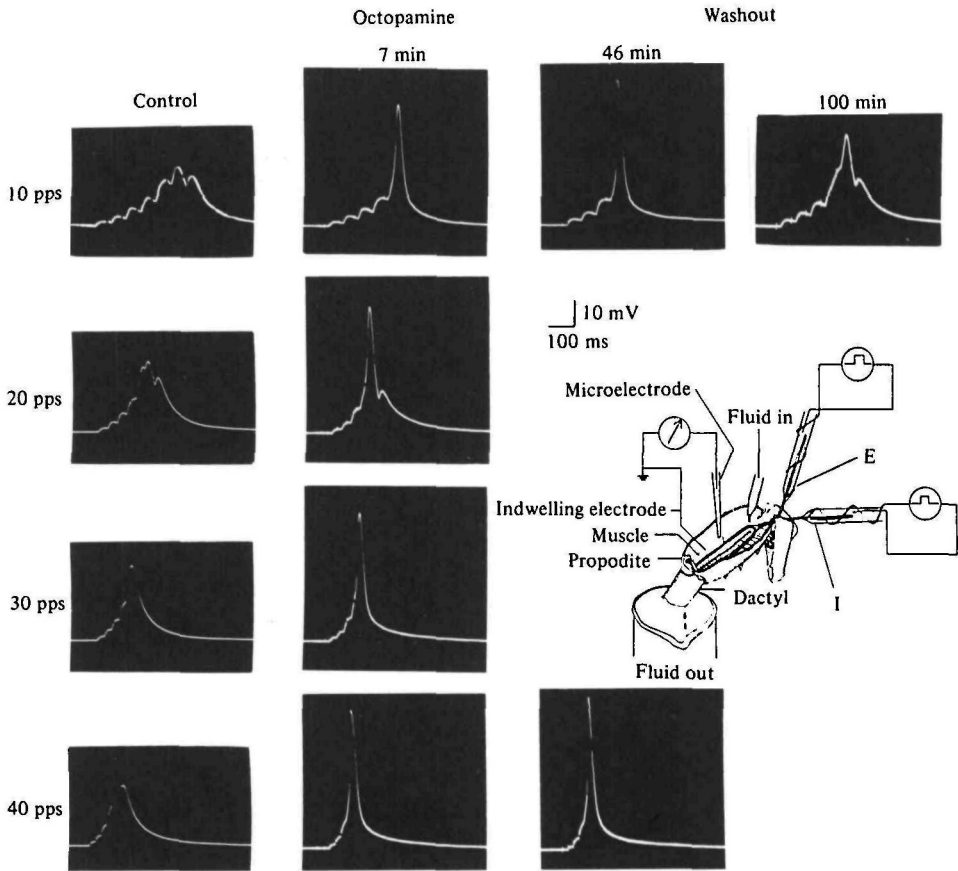 Octopamine
Washout
7 min
46 min
Control
100 min
10 pps
10 mV
100 ms
20 pps
Microelectrode
Fluid in
E
Indwelling electrode
Muscle
Propodite
Dactyl
I
30 pps
Fluid out
40 pps